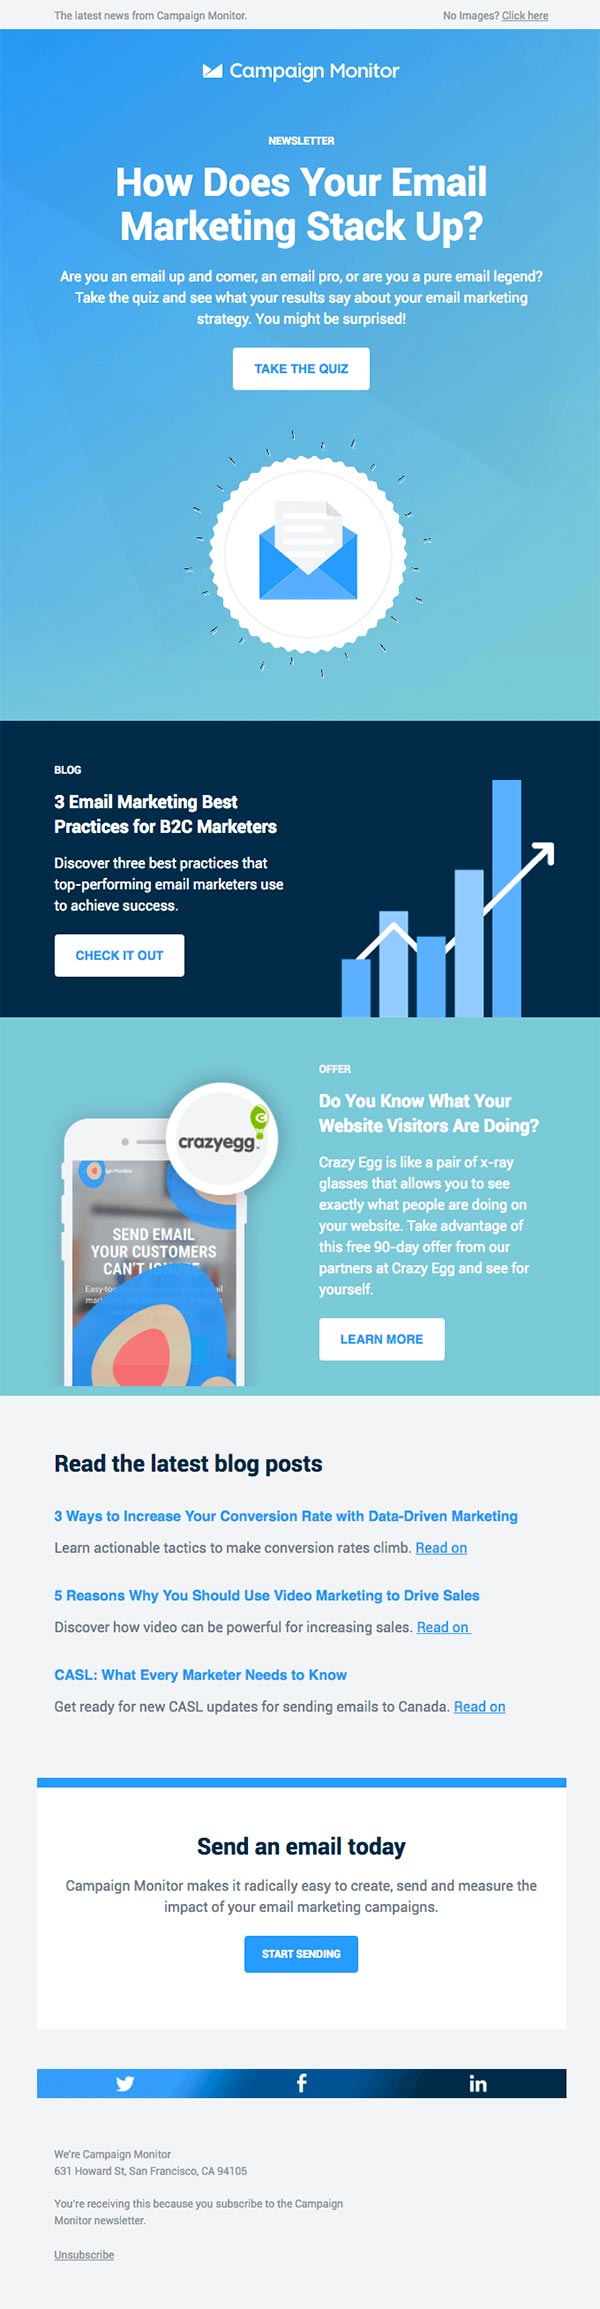 The latest news from Campaign Monitor.
No Images? Click here
Campaign Monitor
NEWSLETTER
How Does Your Email
Marketing Stack Up?
Are you an email up and comer, an email pro, or are you a pure email legend?
Take the quiz and see what your results say about your email marketing
strategy. You might be surprised!
TAKE THE QUIZ
BLOG
3 Email Marketing Best
Practices for B2C Marketers
Discover three best practices that
top-performing email marketers use
to achieve success.
CHECK IT OUT
crazyegg™
ign Monitor
SEND EMAIL
YOUR CUSTOMERS
CAN'T IGNORE
OFFER
Do You Know What Your
Website Visitors Are Doing?
Crazy Egg is like a pair of x-ray
glasses that allows you to see
exactly what people are doing on
your website. Take advantage of
this free 90-day offer from our
partners at Crazy Egg and see for
yourself.
LEARN MORE
Read the latest blog posts
3 Ways to Increase Your Conversion Rate with Data-Driven Marketing
Learn actionable tactics to make conversion rates climb. Read on
5 Reasons Why You Should Use Video Marketing to Drive Sales
Discover how video can be powerful for increasing sales. Read on
CASL: What Every Marketer Needs to Know
Get ready for new CASL updates for sending emails to Canada. Read on
Send an email today
Campaign Monitor makes it radically easy to create, send and measure the
impact of your email marketing campaigns.
START SENDING
We're Campaign Monitor
631 Howard St, San Francisco, CA 94105
You're receiving this because you subscribe to the Campaign
Monitor newsletter.
Unsubscribe